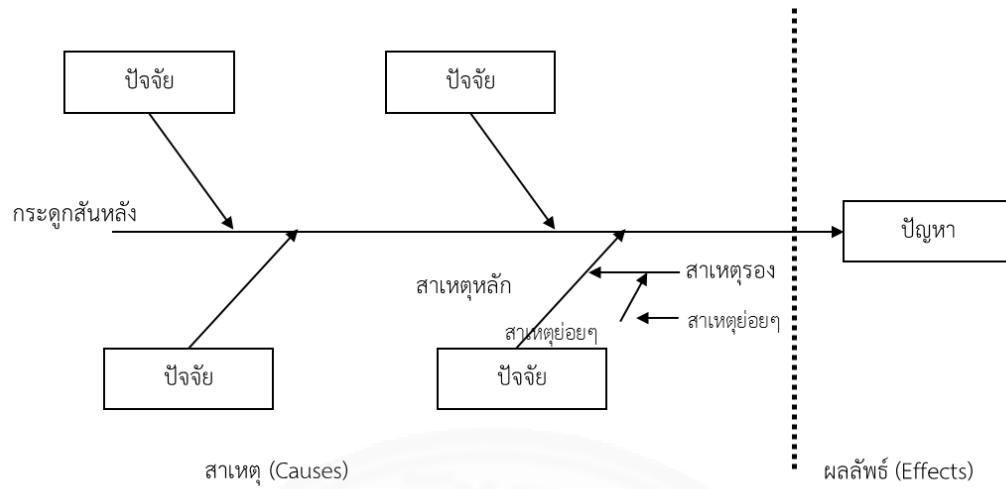 ปัจจัย
ปัจจัย
กระดูกสันหลัง
ปัญหา
สาเหตุหลัก
สาเหตุรอง
สาเหตุย่อยๆ
สาเหตุย่อยๆ
ปัจจัย
ปัจจัย
สาเหตุ (Causes)
ผลลัพธ์ (Effects)